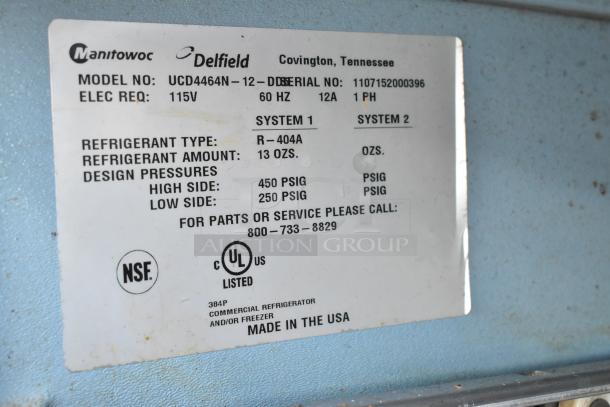 Manitowoc Delfield Covington, Tennessee
MODEL NO: UCD4464N-12-DD SERIAL NO: 1107152000396
ELEC REQ: 115V 60 HZ 12A 1 PH
SYSTEM 1 SYSTEM 2
REFRIGERANT TYPE: R-404A
REFRIGERANT AMOUNT: 13 OZS. OZS.
DESIGN PRESSURES
HIGH SIDE: 450 PSIG PSIG
LOW SIDE: 250 PSIG PSIG
FOR PARTS OR SERVICE PLEASE CALL:
800-733-8829
AUCTION GROUP
NSF.
C UL US
LISTED
384P
COMMERCIAL REFRIGERATOR
AND/OR FREEZER
MADE IN THE USA